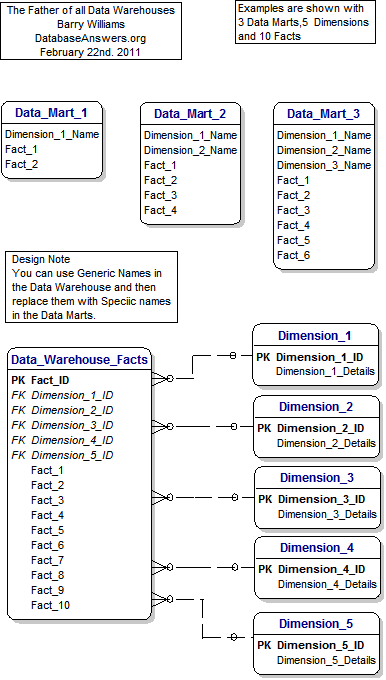 The Father of all Data Warehouses
Barry Williams
DatabaseAnswers.org
February 22nd. 2011
Examples are shown with
3 Data Marts,5 Dimensions
and 10 Facts
Data_Mart_1
Dimension_1_Name
Fact_1
Fact_2
Data_Mart_2
Dimension_1_Name
Dimension_2_Name
Fact_1
Fact_2
Fact_3
Fact_4
Data_Mart_3
Dimension_1_Name
Dimension_2_Name
Dimension_3_Name
Fact_1
Fact_2
Fact_3
Fact_4
Fact_5
Fact_6
Design Note
You can use Generic Names in
the Data Warehouse and then
replace them with Speciic names
in the Data Marts.
Data_Warehouse_Facts
PK Fact_ID
FK Dimension_1_ID
FK Dimension_2_ID
FK Dimension_3_ID
FK Dimension_4_ID
FK Dimension_5_ID
Fact_1
Fact_2
Fact_3
Fact_4
Fact_5
Fact_6
Fact_7
Fact_8
Fact_9
Fact_10
Dimension_1
PK Dimension_1_ID
Dimension_1_Details
Dimension_2
PK Dimension_2_ID
Dimension_2_Details
Dimension_3
PK Dimension_3_ID
Dimension_3_Details
Dimension_4
PK Dimension_4_ID
Dimension_4_Details
Dimension_5
PK Dimension_5_ID
Dimension_5_Details